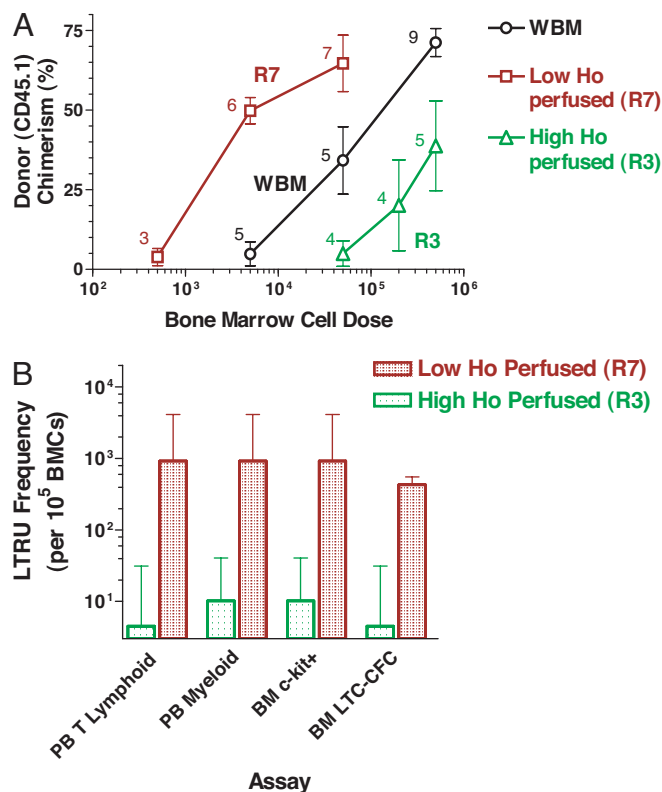 A
Donor (CD45.1)
Chimerism (%)
75
50
25
0
10²
10³
10⁴
10⁵
10⁶
Bone Marrow Cell Dose
3
6
7
R7
5
5
9
WBM
4
4
5
R3
WBM
Low Ho
perfused (R7)
High Ho
perfused (R3)
B
Low Ho Perfused (R7)
High Ho Perfused (R3)
LTRU Frequency
(per 10⁵ BMCs)
10⁴
10³
10²
10¹
PB T Lymphoid
PB Myeloid
BM c-kit+
BM LTC-CFC
Assay